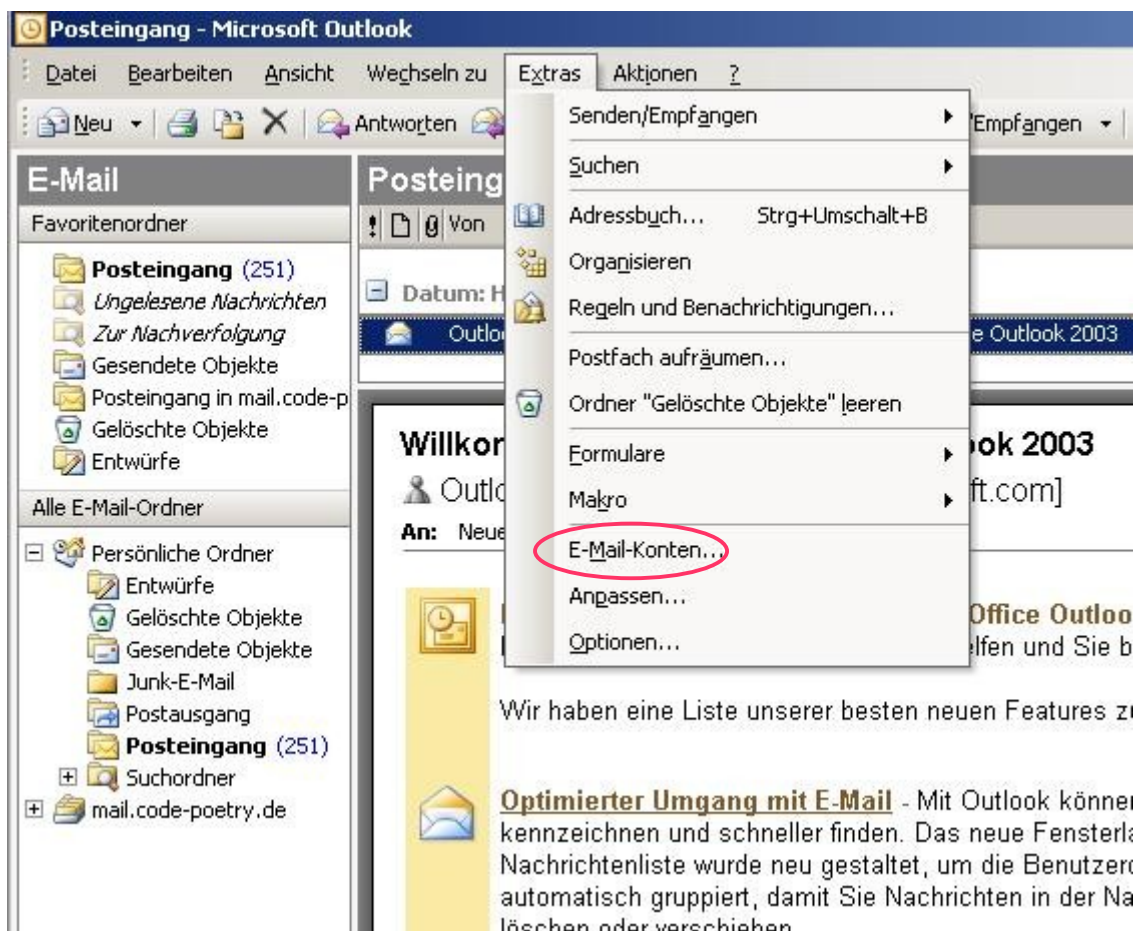 Posteingang - Microsoft Outlook
Datei Bearbeiten Ansicht Wechseln zu Extras Aktionen ?
Neu Antworten Empfangen
E-Mail
Favoritenordner
Posteingang (251)
Ungelesene Nachrichten
Zur Nachverfolgung
Gesendete Objekte
Posteingang in mail.code-p
Gelöschte Objekte
Entwürfe
Alle E-Mail-Ordner
Persönliche Ordner
Entwürfe
Gelöschte Objekte
Gesendete Objekte
Junk-E-Mail
Postausgang
Posteingang (251)
Suchordner
mail.code-poetry.de
Senden/Empfangen
Suchen
Adressbuch... Strg+Umschalt+B
Organisieren
Regeln und Benachrichtigungen...
Postfach aufräumen...
Ordner "Gelöschte Objekte" leeren
Formulare
Makro
E-Mail-Konten...
Anpassen...
Optionen...
Posteing
! Von
Datum: H
Outlo e Outlook 2003
Willkor ok 2003
Outlo ft.com]
An: Neue
Office Outloo
elfen und Sie b
Wir haben eine Liste unserer besten neuen Features zu
Optimierter Umgang mit E-Mail - Mit Outlook können
kennzeichnen und schneller finden. Das neue Fensterla
Nachrichtenliste wurde neu gestaltet, um die Benutzero
automatisch gruppiert, damit Sie Nachrichten in der Na
löschen oder verschieben